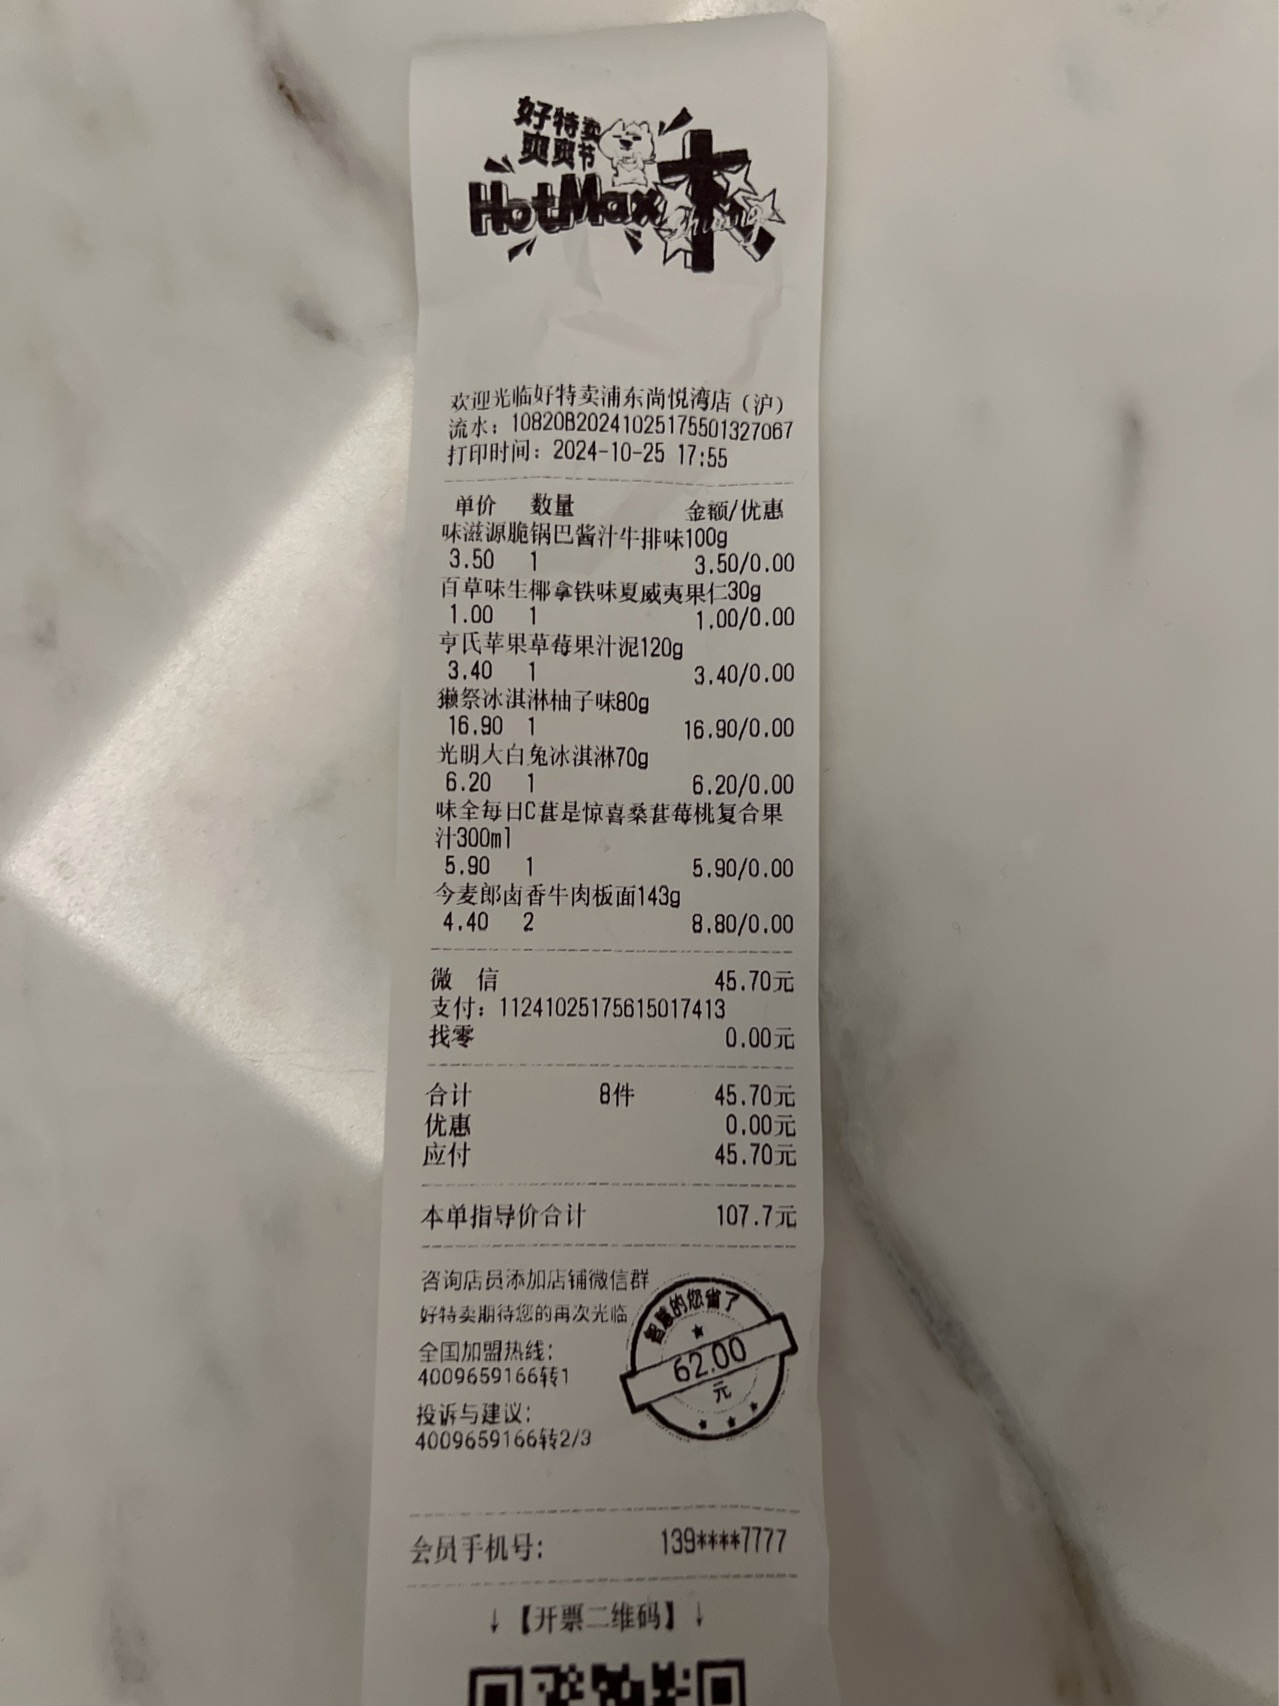 好特卖
爽爽节
HotMax
Shuang
欢迎光临好特卖浦东尚悦湾店（沪）
流水：10820B20241025175501327067
打印时间：2024-10-25 17:55
单价 数量 金额/优惠
味滋源脆锅巴酱汁牛排味100g
3.50 1 3.50/0.00
百草味生椰拿铁味夏威夷果仁30g
1.00 1 1.00/0.00
亨氏苹果草莓果汁泥120g
3.40 1 3.40/0.00
獭祭冰淇淋柚子味80g
16.90 1 16.90/0.00
光明大白兔冰淇淋70g
6.20 1 6.20/0.00
味全每日C甚是惊喜桑葚莓桃复合果
汁300ml
5.90 1 5.90/0.00
今麦郎卤香牛肉板面143g
4.40 2 8.80/0.00
微 信 45.70元
支付：11241025175615017413
找零 0.00元
合计 8件 45.70元
优惠 0.00元
应付 45.70元
本单指导价合计 107.7元
咨询店员添加店铺微信群
好特卖期待您的再次光临
全国加盟热线：
4009659166转1
投诉与建议：
4009659166转2/3
智慧的您省了
62.00
元
会员手机号： 139****7777
↓【开票二维码】↓